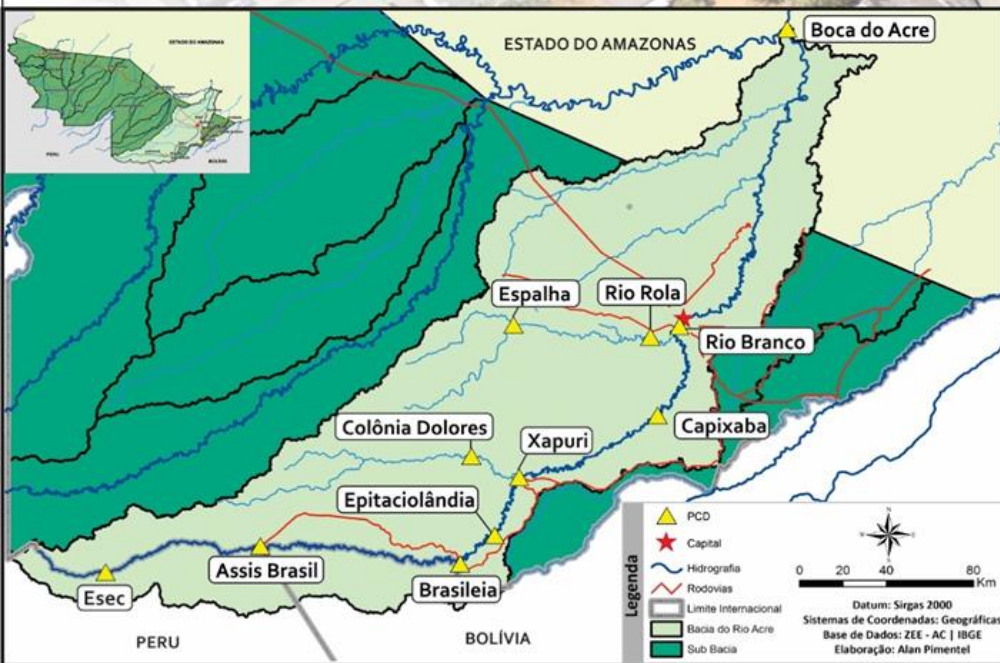 ESTADO DO AMAZONAS
PERU
BOLÍVIA
ESTADO DO AMAZONAS
Boca do Acre
Espalha
Rio Rola
Rio Branco
Capixaba
Colônia Dolores
Xapuri
Epitaciolândia
Assis Brasil
Brasileia
Esec
PERU
BOLÍVIA
Legenda
PCD
Capital
Hidrografia
Rodovias
Limite Internacional
Bacia do Rio Acre
Sub Bacia
N
0 20 40 80
Km
Datum: Sirgas 2000
Sistemas de Coordenadas: Geográficas
Base de Dados: ZEE - AC | IBGE
Elaboração: Alan Pimentel